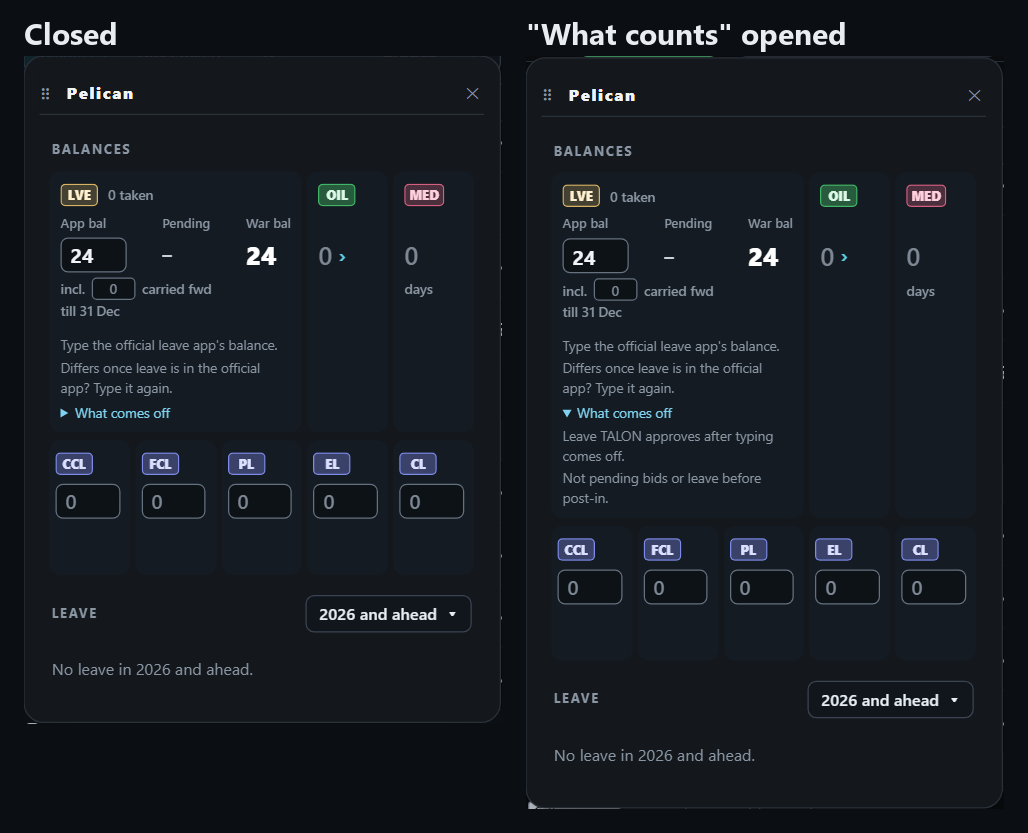 Closed
Pelican
BALANCES
LVE 0 taken
OIL
MED
App bal Pending War bal
24 – 24
0 ›
0
incl. 0 carried fwd
days
till 31 Dec
Type the official leave app's balance.
Differs once leave is in the official
app? Type it again.
What comes off
CCL FCL PL EL CL
0 0 0 0 0
LEAVE
2026 and ahead
No leave in 2026 and ahead.
"What counts" opened
Pelican
BALANCES
LVE 0 taken
OIL
MED
App bal Pending War bal
24 – 24
0 ›
0
incl. 0 carried fwd
days
till 31 Dec
Type the official leave app's balance.
Differs once leave is in the official
app? Type it again.
What comes off
Leave TALON approves after typing
comes off.
Not pending bids or leave before
post-in.
CCL FCL PL EL CL
0 0 0 0 0
LEAVE
2026 and ahead
No leave in 2026 and ahead.